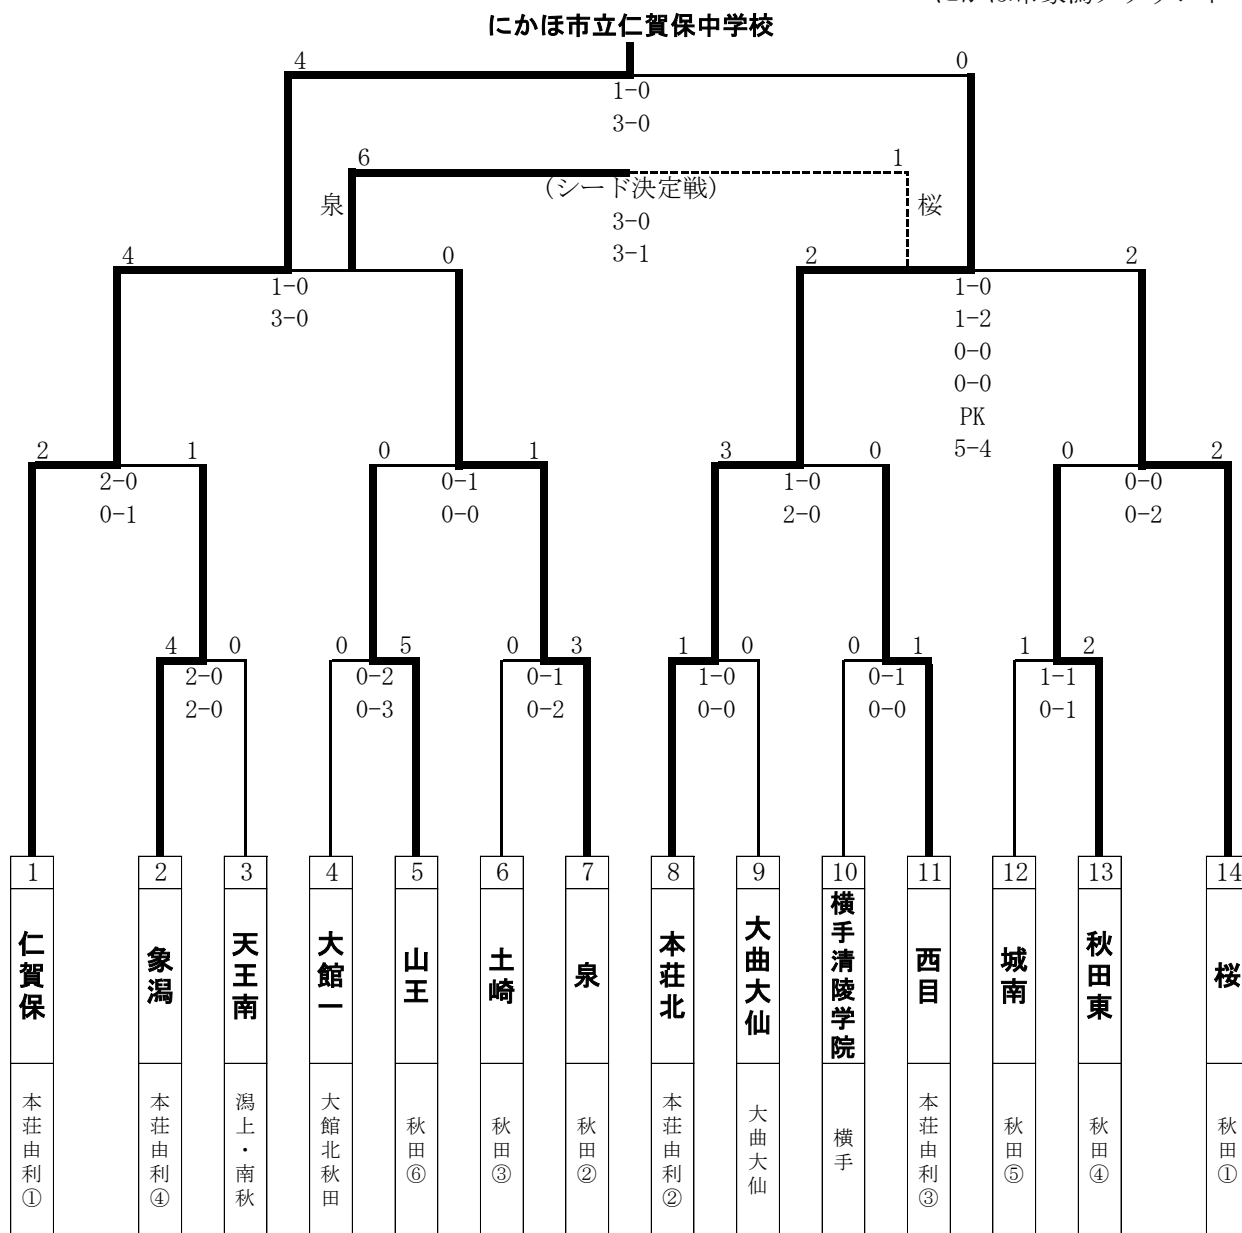 にかほ市立仁賀保中学校
4 0
1-0
3-0
6 1
(シード決定戦)
泉 桜
3-0
3-1
4 0 2 2
1-0 1-0
3-0 1-2
0-0
0-0
PK
5-4
2 1 0 1 3 0 0 2
2-0 0-1 1-0 0-0
0-1 0-0 2-0 0-2
4 0 0 5 0 3 1 0 0 1 1 2
2-0 0-2 0-1 1-0 0-1 1-1
2-0 0-3 0-2 0-0 0-0 0-1
1 2 3 4 5 6 7 8 9 10 11 12 13 14
仁賀保
象潟
天王南
大館一
山王
土崎
泉
本荘北
大曲大仙
横手清陵学院
西目
城南
秋田東
桜
本荘由利①
本荘由利④
潟上・南秋
大館北秋田
秋田⑥
秋田③
秋田②
本荘由利②
大曲大仙
横手
本荘由利③
秋田⑤
秋田④
秋田①